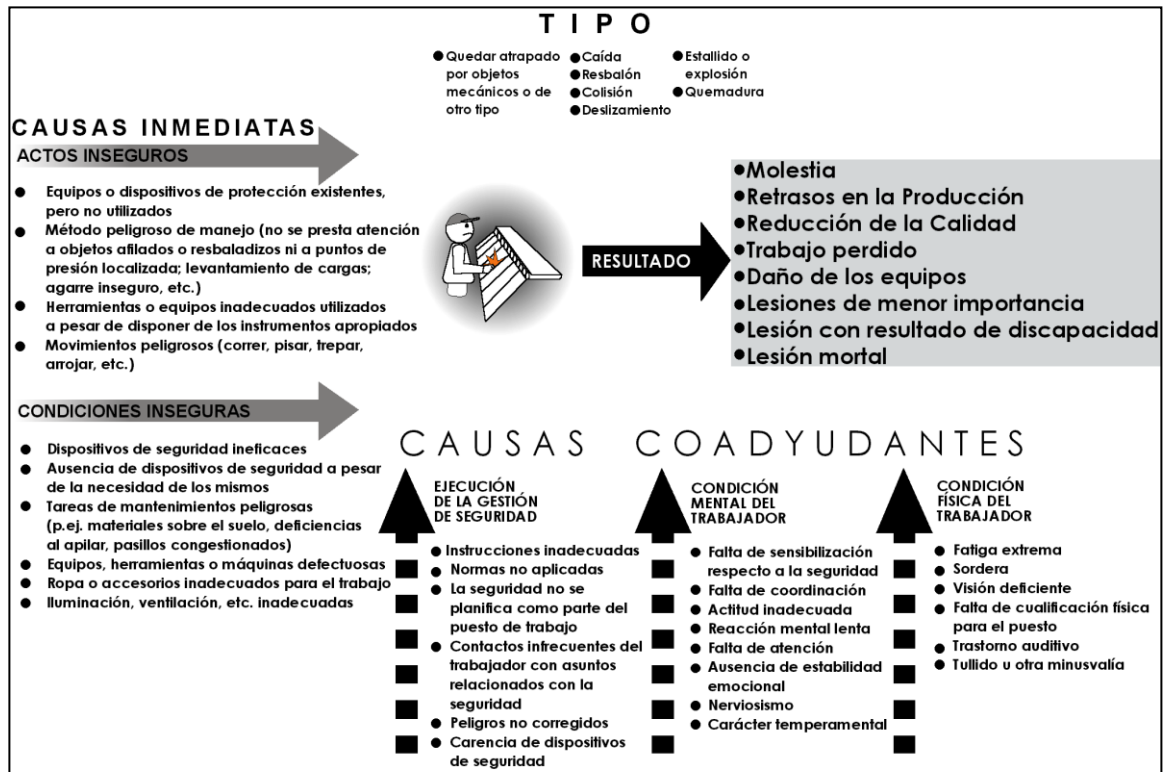 TIPO
● Quedar atrapado
por objetos
mecánicos o de
otro tipo
● Caída
● Resbalón
● Colisión
● Deslizamiento
● Estallido o
explosión
● Quemadura
CAUSAS INMEDIATAS
ACTOS INSEGUROS
● Equipos o dispositivos de protección existentes,
pero no utilizados
● Método peligroso de manejo (no se presta atención
a objetos afilados o resbaladizos ni a puntos de
presión localizada; levantamiento de cargas;
agarre inseguro, etc.)
● Herramientas o equipos inadecuados utilizados
a pesar de disponer de los instrumentos apropiados
● Movimientos peligrosos (correr, pisar, trepar,
arrojar, etc.)
RESULTADO
● Molestia
● Retrasos en la Producción
● Reducción de la Calidad
● Trabajo perdido
● Daño de los equipos
● Lesiones de menor importancia
● Lesión con resultado de discapacidad
● Lesión mortal
CONDICIONES INSEGURAS
● Dispositivos de seguridad ineficaces
● Ausencia de dispositivos de seguridad a pesar
de la necesidad de los mismos
● Tareas de mantenimientos peligrosas
(p.ej. materiales sobre el suelo, deficiencias
al apilar, pasillos congestionados)
● Equipos, herramientas o máquinas defectuosas
● Ropa o accesorios inadecuados para el trabajo
● Iluminación, ventilación, etc. inadecuadas
CAUSAS COADYUDANTES
EJECUCIÓN
DE LA GESTIÓN
DE SEGURIDAD
● Instrucciones inadecuadas
● Normas no aplicadas
● La seguridad no se
planifica como parte del
puesto de trabajo
● Contactos infrecuentes del
trabajador con asuntos
relacionados con la
seguridad
● Peligros no corregidos
● Carencia de dispositivos
de seguridad
CONDICIÓN
MENTAL DEL
TRABAJADOR
● Falta de sensibilización
respecto a la seguridad
● Falta de coordinación
● Actitud inadecuada
● Reacción mental lenta
● Falta de atención
● Ausencia de estabilidad
emocional
● Nerviosismo
● Carácter temperamental
CONDICIÓN
FÍSICA DEL
TRABAJADOR
● Fatiga extrema
● Sordera
● Visión deficiente
● Falta de cualificación física
para el puesto
● Trastorno auditivo
● Tullido u otra minusvalía